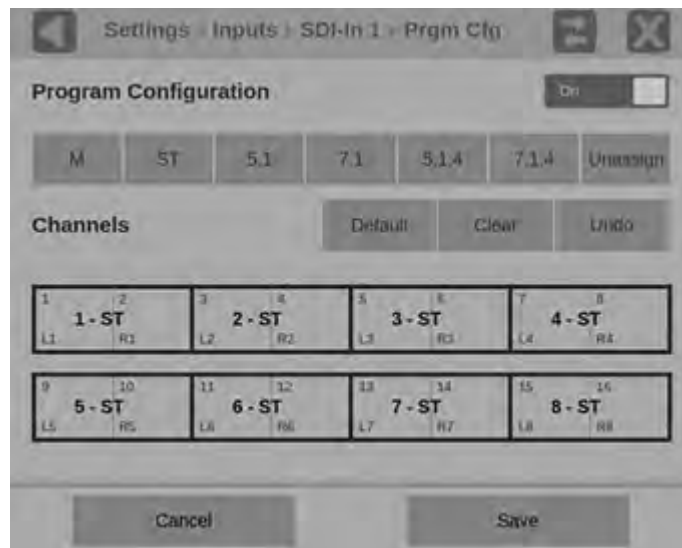 Settings › Inputs › SDI-In 1 › Prgm Cfg
Program Configuration On
M ST 5.1 7.1 5.1.4 7.1.4 Unassign
Channels Default Clear Undo
1 2 3 4 5 6 7 8
1 - ST 2 - ST 3 - ST 4 - ST
L1 R1 L2 R2 L3 R3 L4 R4
9 10 11 12 13 14 15 16
5 - ST 6 - ST 7 - ST 8 - ST
L5 R5 L6 R6 L7 R7 L8 R8
Cancel Save